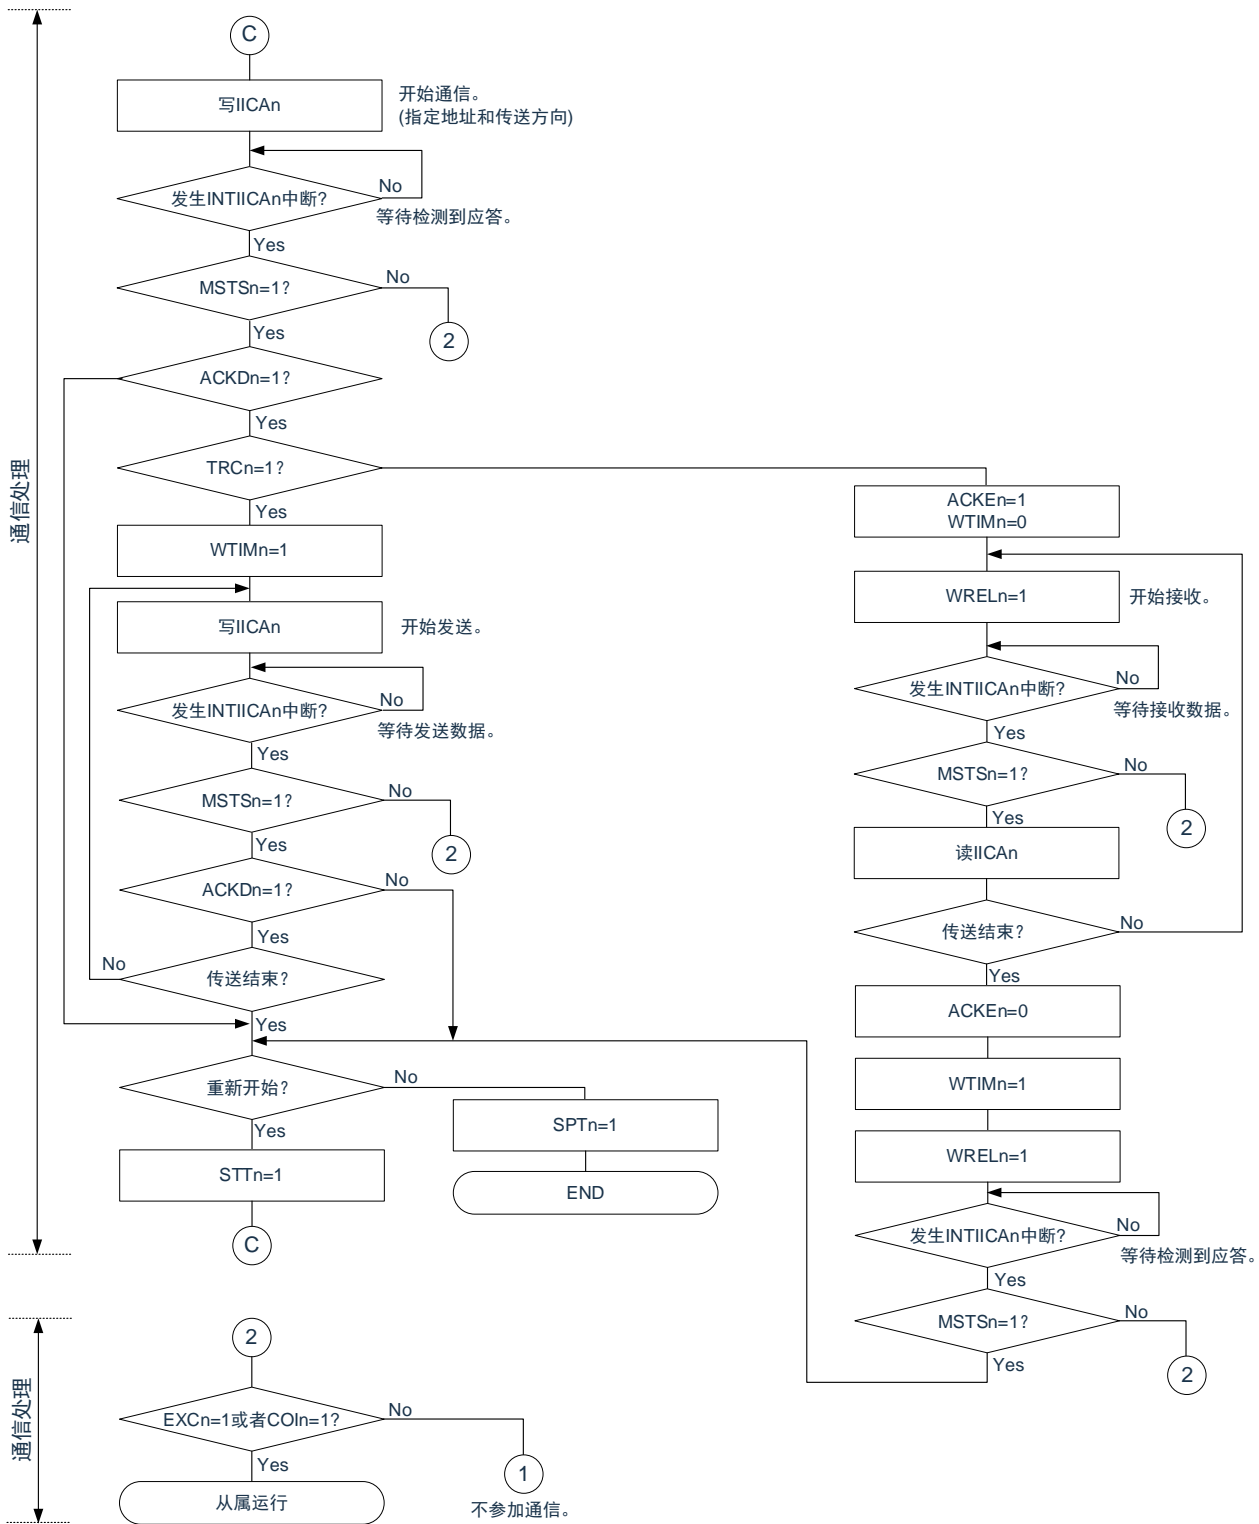 C
写IICAn
开始通信。
(指定地址和传送方向)
发生INTIICAn中断?
No
等待检测到应答。
Yes
MSTSn=1?
No
2
Yes
ACKDn=1?
Yes
TRCn=1?
Yes
WTIMn=1
写IICAn
开始发送。
发生INTIICAn中断?
No
等待发送数据。
Yes
MSTSn=1?
No
2
Yes
ACKDn=1?
No
Yes
传送结束?
No
Yes
重新开始?
No
Yes
STTn=1
C
SPTn=1
END
通信处理
ACKEn=1
WTIMn=0
WRELn=1
开始接收。
发生INTIICAn中断?
No
等待接收数据。
Yes
MSTSn=1?
No
2
Yes
读IICAn
传送结束?
No
Yes
ACKEn=0
WTIMn=1
WRELn=1
发生INTIICAn中断?
No
等待检测到应答。
Yes
MSTSn=1?
No
2
Yes
通信处理
2
EXCn=1或者COIn=1?
No
1
不参加通信。
Yes
从属运行